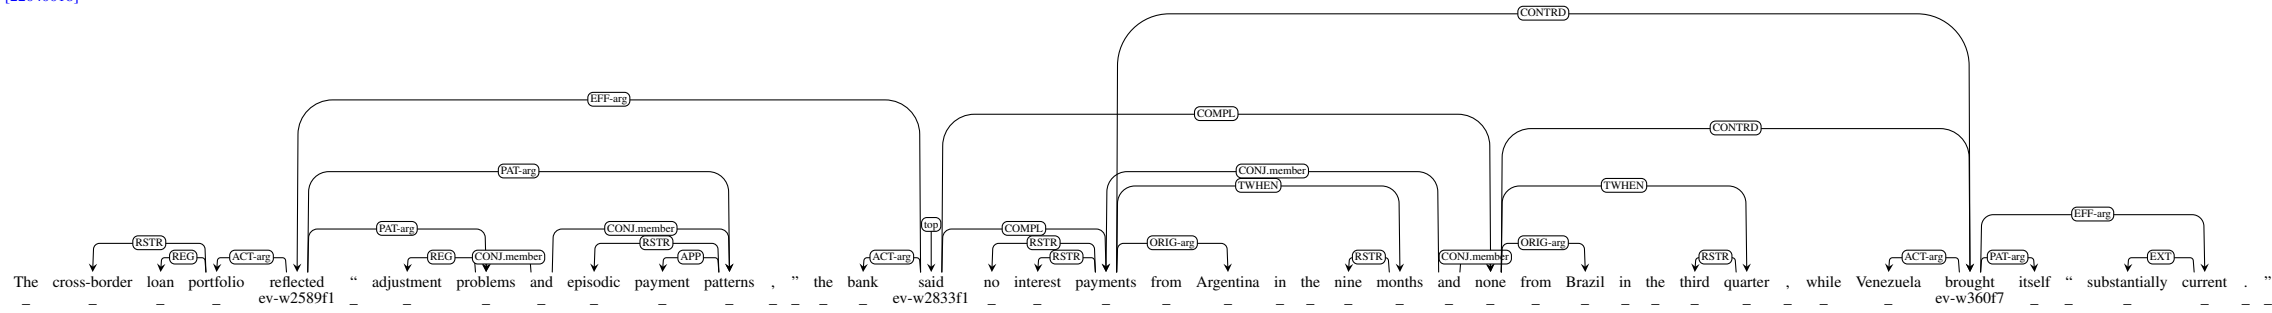 CONTRD
EFF-arg
COMPL
CONTRD
PAT-arg CONJ.member
TWHEN TWHEN
EFF-arg
top
PAT-arg CONJ.member COMPL
RSTR RSTR RSTR ORIG-arg ORIG-arg
REG ACT-arg REG CONJ.member APP ACT-arg RSTR RSTR CONJ.member RSTR ACT-arg PAT-arg EXT
The cross-border loan portfolio reflected “ adjustment problems and episodic payment patterns , ” the bank said no interest payments from Argentina in the nine months and none from Brazil in the third quarter , while Venezuela brought itself “ substantially current . ”
_ _ _ _ ev-w2589f1 _ _ _ _ _ _ _ _ _ _ _ ev-w2833f1 _ _ _ _ _ _ _ _ _ _ _ _ _ _ _ _ _ _ _ _ ev-w360f7 _ _ _ _ _ _